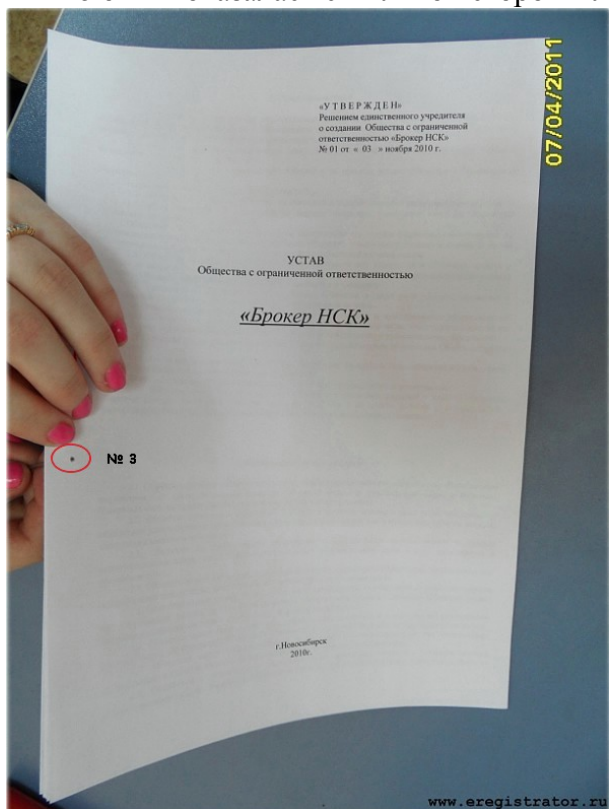 «У Т В Е Р Ж Д Е Н»
Решением единственного учредителя
о создании Общества с ограниченной
ответственностью «Брокер НСК»
№ 01 от « 03 » ноября 2010 г.
07/04/2011
УСТАВ
Общества с ограниченной ответственностью
«Брокер НСК»
№ 3
г.Новосибирск
2010г.
www.eregistrator.ru